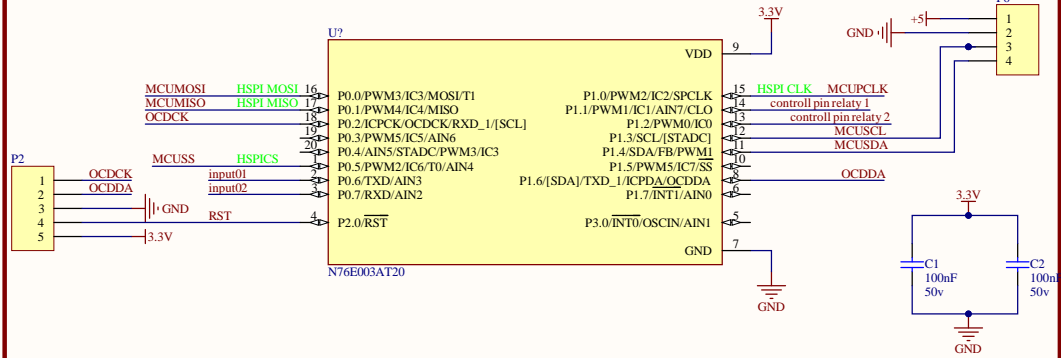 P6
3.3V
U?
+5
1
GND
2
3
4
VDD 9
MCUMOSI HSPI MOSI 16 P0.0/PWM3/IC3/MOSI/T1
MCUMISO HSPI MISO 17 P0.1/PWM4/IC4/MISO
OCDCK 18 P0.2/ICPCK/OCDCK/RXD_1/[SCL]
19 P0.3/PWM5/IC5/AIN6
20 P0.4/AIN5/STADC/PWM3/IC3
MCUSS HSPICS 1 P0.5/PWM2/IC6/T0/AIN4
input01 2 P0.6/TXD/AIN3
input02 3 P0.7/RXD/AIN2
RST 4 P2.0/RST
P1.0/PWM2/IC2/SPCLK 15 HSPI CLK MCUPCLK
P1.1/PWM1/IC1/AIN7/CLO 14 controll pin relaty 1
P1.2/PWM0/IC0 13 controll pin relaty 2
P1.3/SCL/[STADC] 12 MCUSCL
P1.4/SDA/FB/PWM1 11 MCUSDA
P1.5/PWM5/IC7/SS 10
P1.6/[SDA]/TXD_1/ICPDA/OCDDA 8 OCDDA
P1.7/INT1/AIN0 6
P3.0/INT0/OSCIN/AIN1 5
GND 7
N76E003AT20
GND
P2
1 OCDCK
2 OCDDA
3 GND
4
5 3.3V
3.3V
C1
100nF
50v
C2
100nF
50v
GND